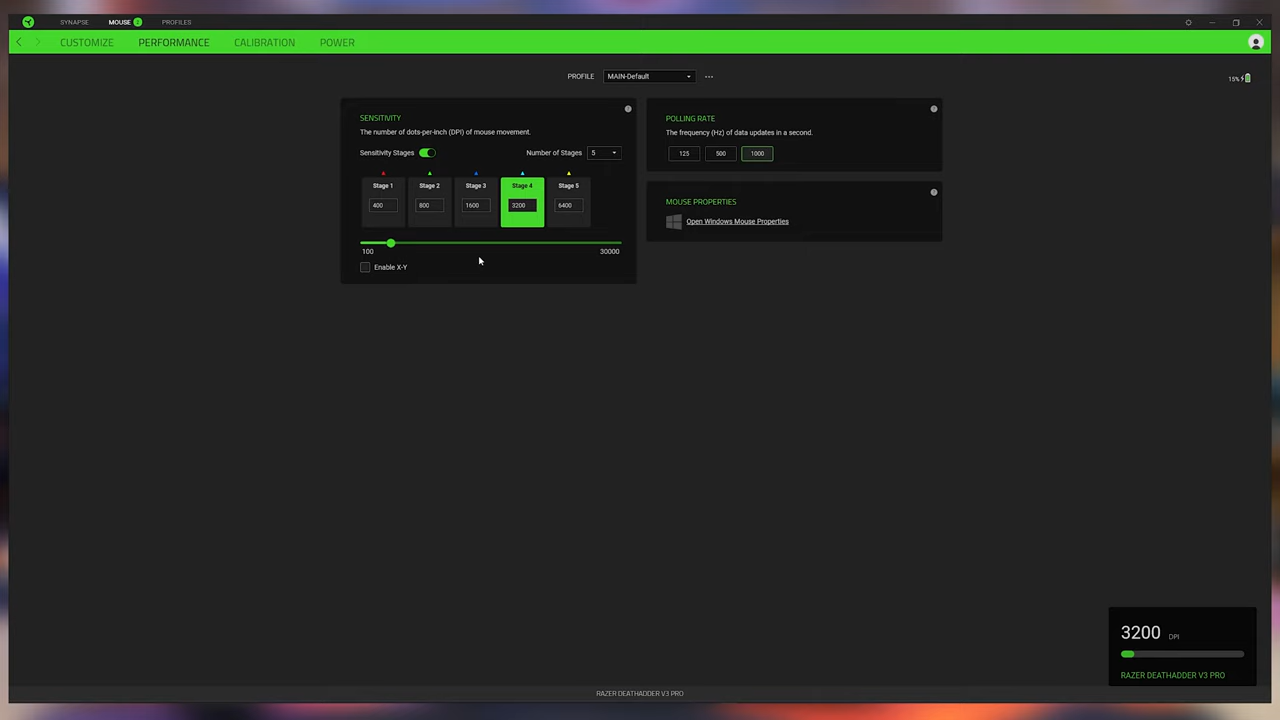 SYNAPSE MOUSE 2 PROFILES
CUSTOMIZE PERFORMANCE CALIBRATION POWER
PROFILE MAIN-Default
15%
SENSITIVITY
The number of dots-per-inch (DPI) of mouse movement.
Sensitivity Stages Number of Stages 5
Stage 1 Stage 2 Stage 3 Stage 4 Stage 5
400 800 1600 3200 6400
100 30000
Enable X-Y
POLLING RATE
The frequency (Hz) of data updates in a second.
125 500 1000
MOUSE PROPERTIES
Open Windows Mouse Properties
3200 DPI
RAZER DEATHADDER V3 PRO
RAZER DEATHADDER V3 PRO